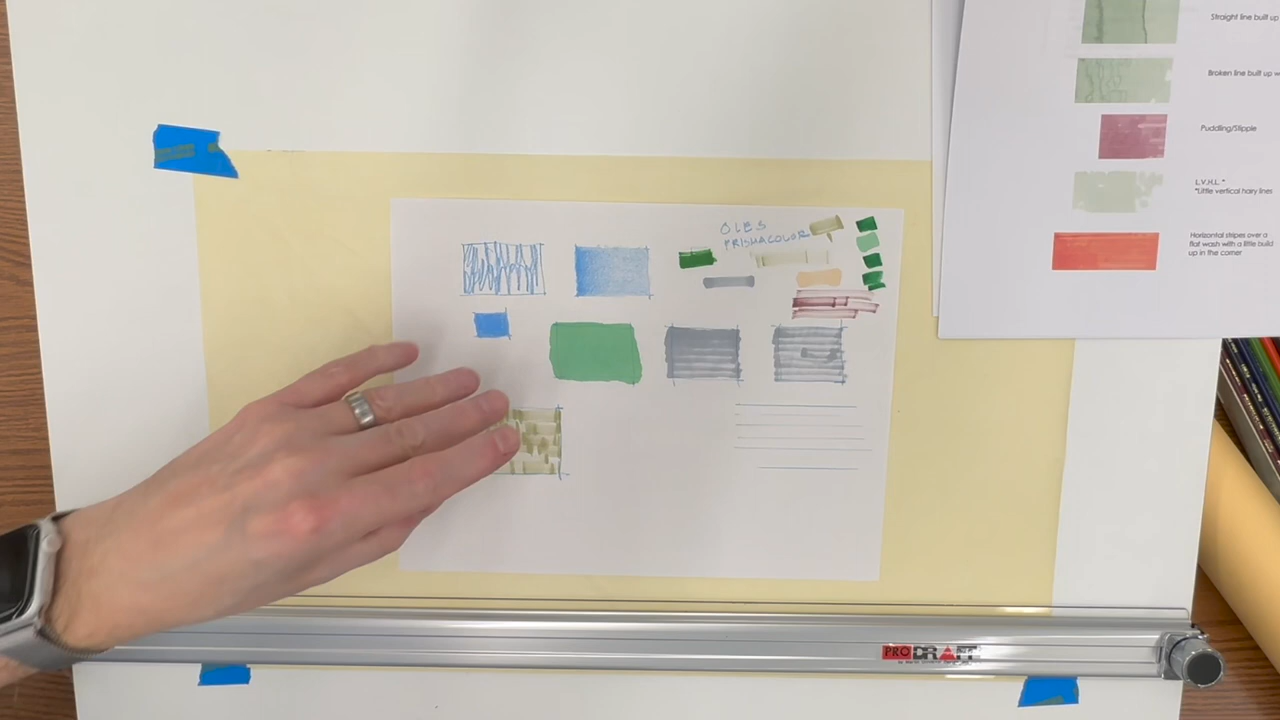 OLES
PRISMACOLOR
Straight line built up
Broken line built up w
Puddling/Stipple
L.V.H.L. *
*Little vertical hairy lines
Horizontal stripes over a
flat wash with a little build
up in the corner
PRODRAFT